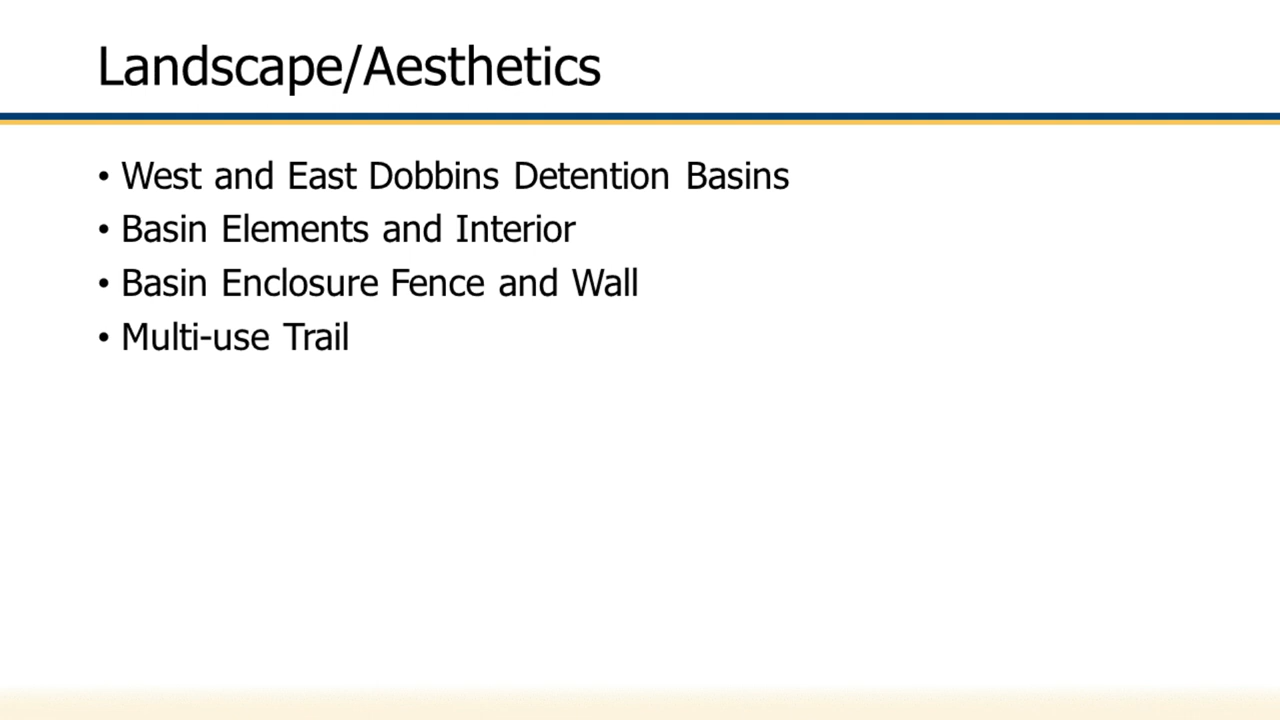 Landscape/Aesthetics
• West and East Dobbins Detention Basins
• Basin Elements and Interior
• Basin Enclosure Fence and Wall
• Multi-use Trail